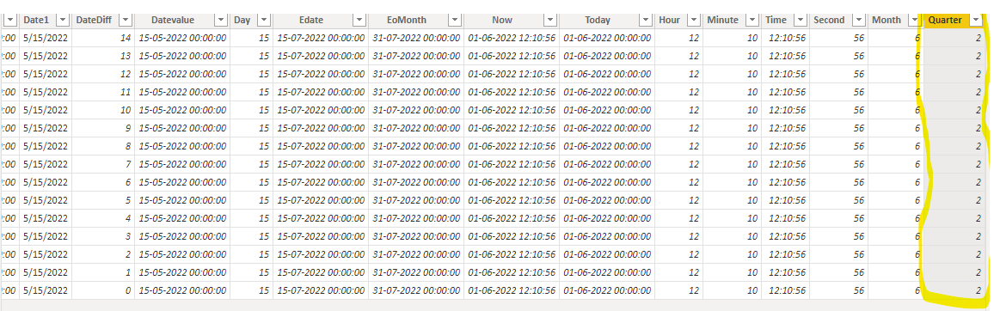 Date1 DateDiff Datevalue Day Edate EoMonth Now Today Hour Minute Time Second Month Quarter
:00 5/15/2022 14 15-05-2022 00:00:00 15 15-07-2022 00:00:00 31-07-2022 00:00:00 01-06-2022 12:10:56 01-06-2022 00:00:00 12 10 12:10:56 56 6 2
:00 5/15/2022 13 15-05-2022 00:00:00 15 15-07-2022 00:00:00 31-07-2022 00:00:00 01-06-2022 12:10:56 01-06-2022 00:00:00 12 10 12:10:56 56 6 2
:00 5/15/2022 12 15-05-2022 00:00:00 15 15-07-2022 00:00:00 31-07-2022 00:00:00 01-06-2022 12:10:56 01-06-2022 00:00:00 12 10 12:10:56 56 6 2
:00 5/15/2022 11 15-05-2022 00:00:00 15 15-07-2022 00:00:00 31-07-2022 00:00:00 01-06-2022 12:10:56 01-06-2022 00:00:00 12 10 12:10:56 56 6 2
:00 5/15/2022 10 15-05-2022 00:00:00 15 15-07-2022 00:00:00 31-07-2022 00:00:00 01-06-2022 12:10:56 01-06-2022 00:00:00 12 10 12:10:56 56 6 2
:00 5/15/2022 9 15-05-2022 00:00:00 15 15-07-2022 00:00:00 31-07-2022 00:00:00 01-06-2022 12:10:56 01-06-2022 00:00:00 12 10 12:10:56 56 6 2
:00 5/15/2022 8 15-05-2022 00:00:00 15 15-07-2022 00:00:00 31-07-2022 00:00:00 01-06-2022 12:10:56 01-06-2022 00:00:00 12 10 12:10:56 56 6 2
:00 5/15/2022 7 15-05-2022 00:00:00 15 15-07-2022 00:00:00 31-07-2022 00:00:00 01-06-2022 12:10:56 01-06-2022 00:00:00 12 10 12:10:56 56 6 2
:00 5/15/2022 6 15-05-2022 00:00:00 15 15-07-2022 00:00:00 31-07-2022 00:00:00 01-06-2022 12:10:56 01-06-2022 00:00:00 12 10 12:10:56 56 6 2
:00 5/15/2022 5 15-05-2022 00:00:00 15 15-07-2022 00:00:00 31-07-2022 00:00:00 01-06-2022 12:10:56 01-06-2022 00:00:00 12 10 12:10:56 56 6 2
:00 5/15/2022 4 15-05-2022 00:00:00 15 15-07-2022 00:00:00 31-07-2022 00:00:00 01-06-2022 12:10:56 01-06-2022 00:00:00 12 10 12:10:56 56 6 2
:00 5/15/2022 3 15-05-2022 00:00:00 15 15-07-2022 00:00:00 31-07-2022 00:00:00 01-06-2022 12:10:56 01-06-2022 00:00:00 12 10 12:10:56 56 6 2
:00 5/15/2022 2 15-05-2022 00:00:00 15 15-07-2022 00:00:00 31-07-2022 00:00:00 01-06-2022 12:10:56 01-06-2022 00:00:00 12 10 12:10:56 56 6 2
:00 5/15/2022 1 15-05-2022 00:00:00 15 15-07-2022 00:00:00 31-07-2022 00:00:00 01-06-2022 12:10:56 01-06-2022 00:00:00 12 10 12:10:56 56 6 2
:00 5/15/2022 0 15-05-2022 00:00:00 15 15-07-2022 00:00:00 31-07-2022 00:00:00 01-06-2022 12:10:56 01-06-2022 00:00:00 12 10 12:10:56 56 6 2